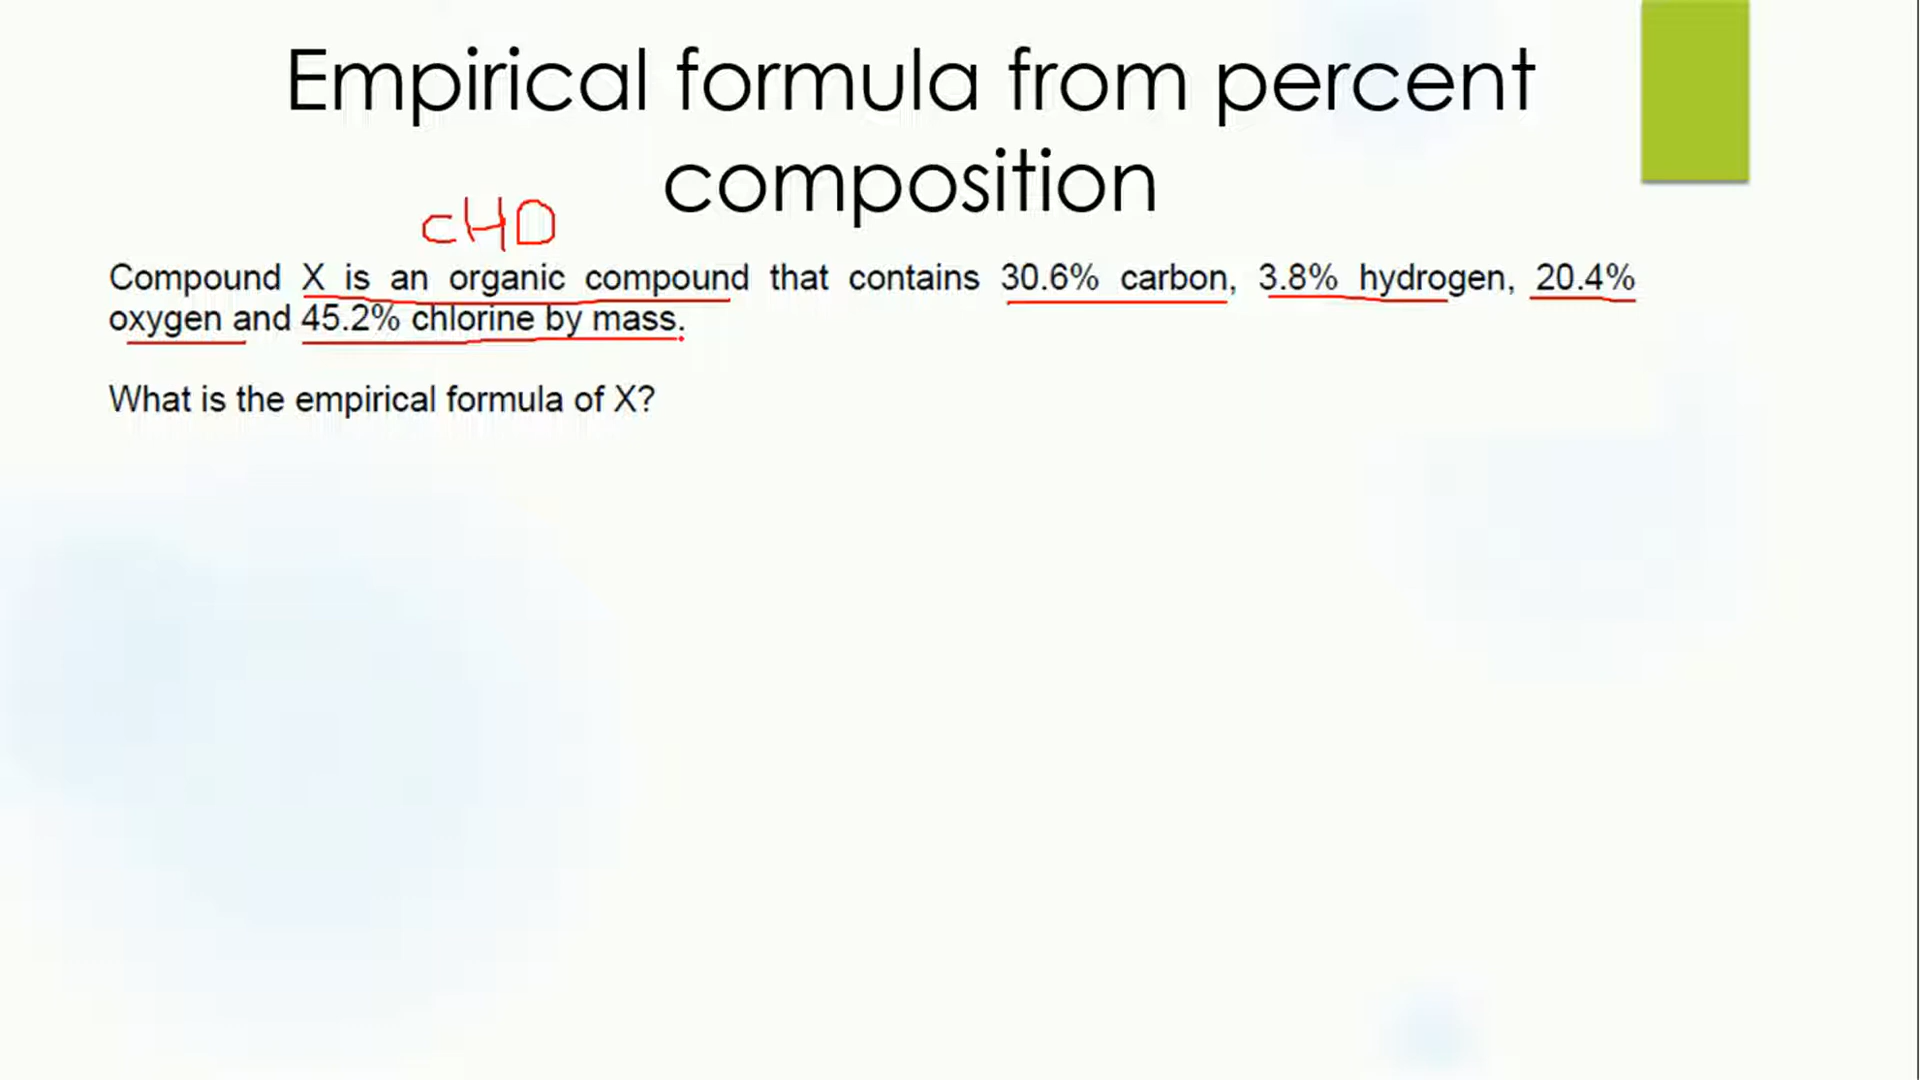 Empirical formula from percent
composition
CHO
Compound X is an organic compound that contains 30.6% carbon, 3.8% hydrogen, 20.4%
oxygen and 45.2% chlorine by mass.
What is the empirical formula of X?